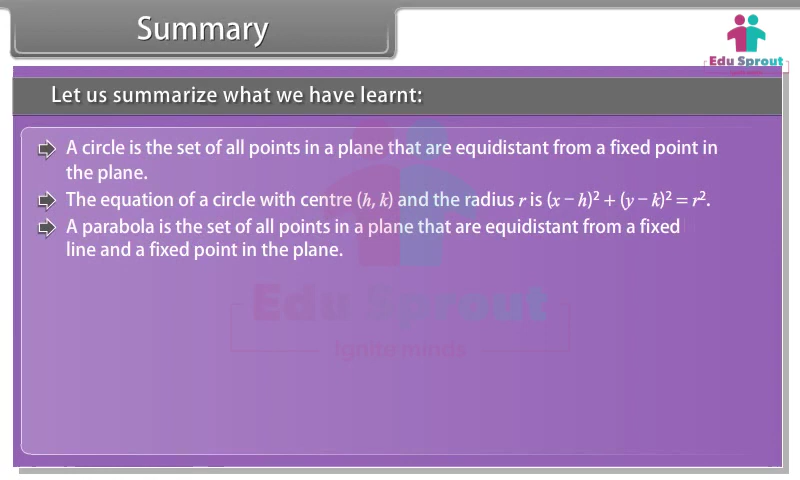 Summary
Edu Sprout
Ignite minds
Let us summarize what we have learnt:
A circle is the set of all points in a plane that are equidistant from a fixed point in
the plane.
The equation of a circle with centre (h, k) and the radius r is (x − h)² + (y − k)² = r².
A parabola is the set of all points in a plane that are equidistant from a fixed
line and a fixed point in the plane.
Edu Sprout
Ignite minds